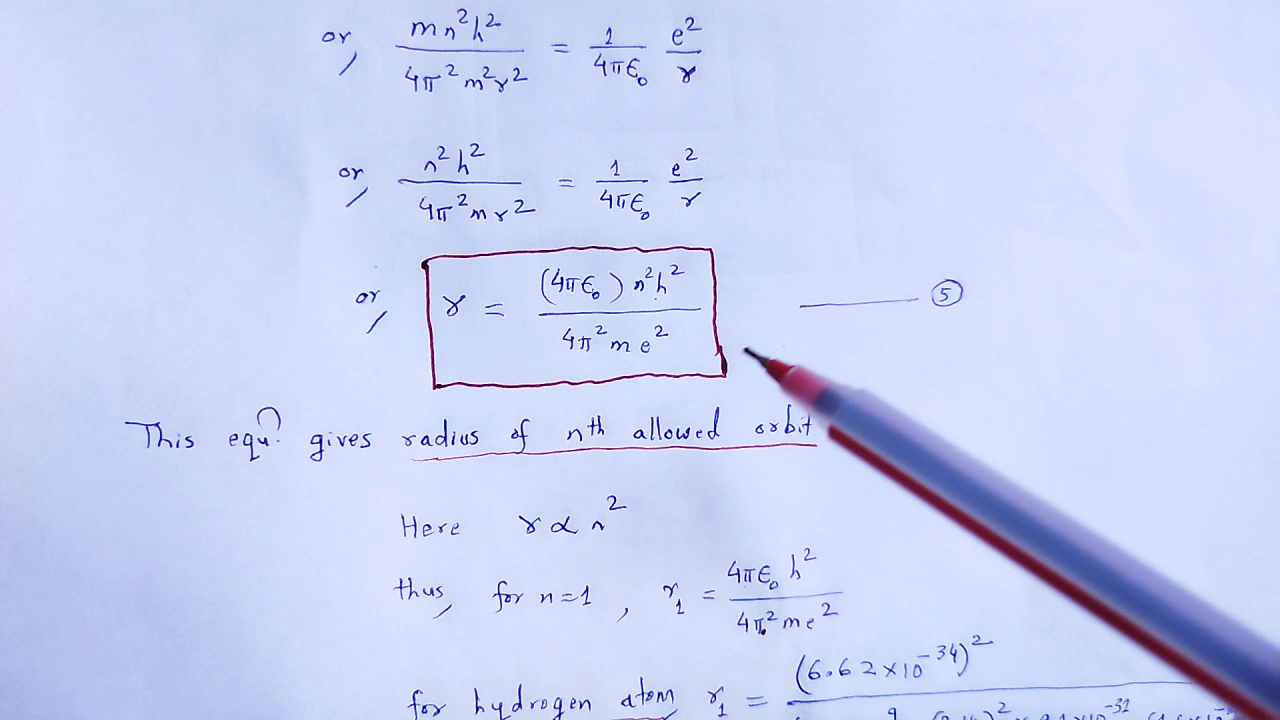 or, mn²h² / 4π²m²r² = 1 / 4πϵ₀ e² / r
or, n²h² / 4π²mr² = 1 / 4πϵ₀ e² / r
or, r = (4πϵ₀) n²h² / 4π²me² ——— ⑤
This equn. gives radius of nth allowed orbit
Here r ∝ n²
thus, for n=1, r₁ = 4πϵ₀ h² / 4π²me²
for hydrogen atom, r₁ = (6.62×10⁻³⁴)²